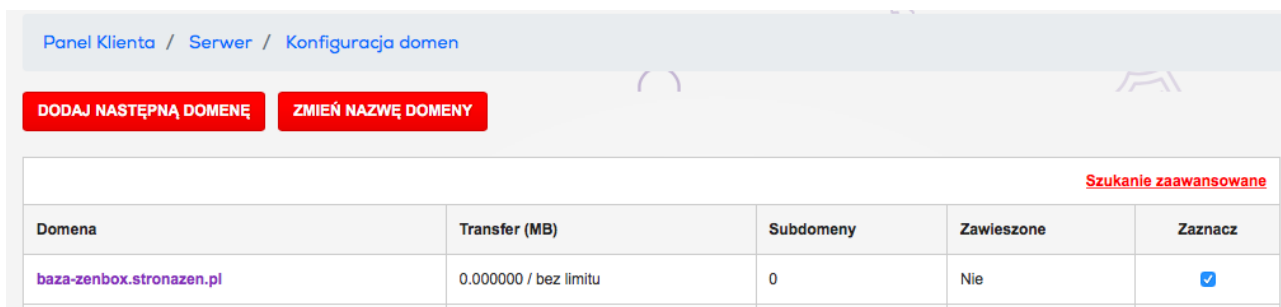 Panel Klienta / Serwer / Konfiguracja domen
DODAJ NASTĘPNĄ DOMENĘ ZMIEŃ NAZWĘ DOMENY
Szukanie zaawansowane
Domena Transfer (MB) Subdomeny Zawieszone Zaznacz
baza-zenbox.stronazen.pl 0.000000 / bez limitu 0 Nie